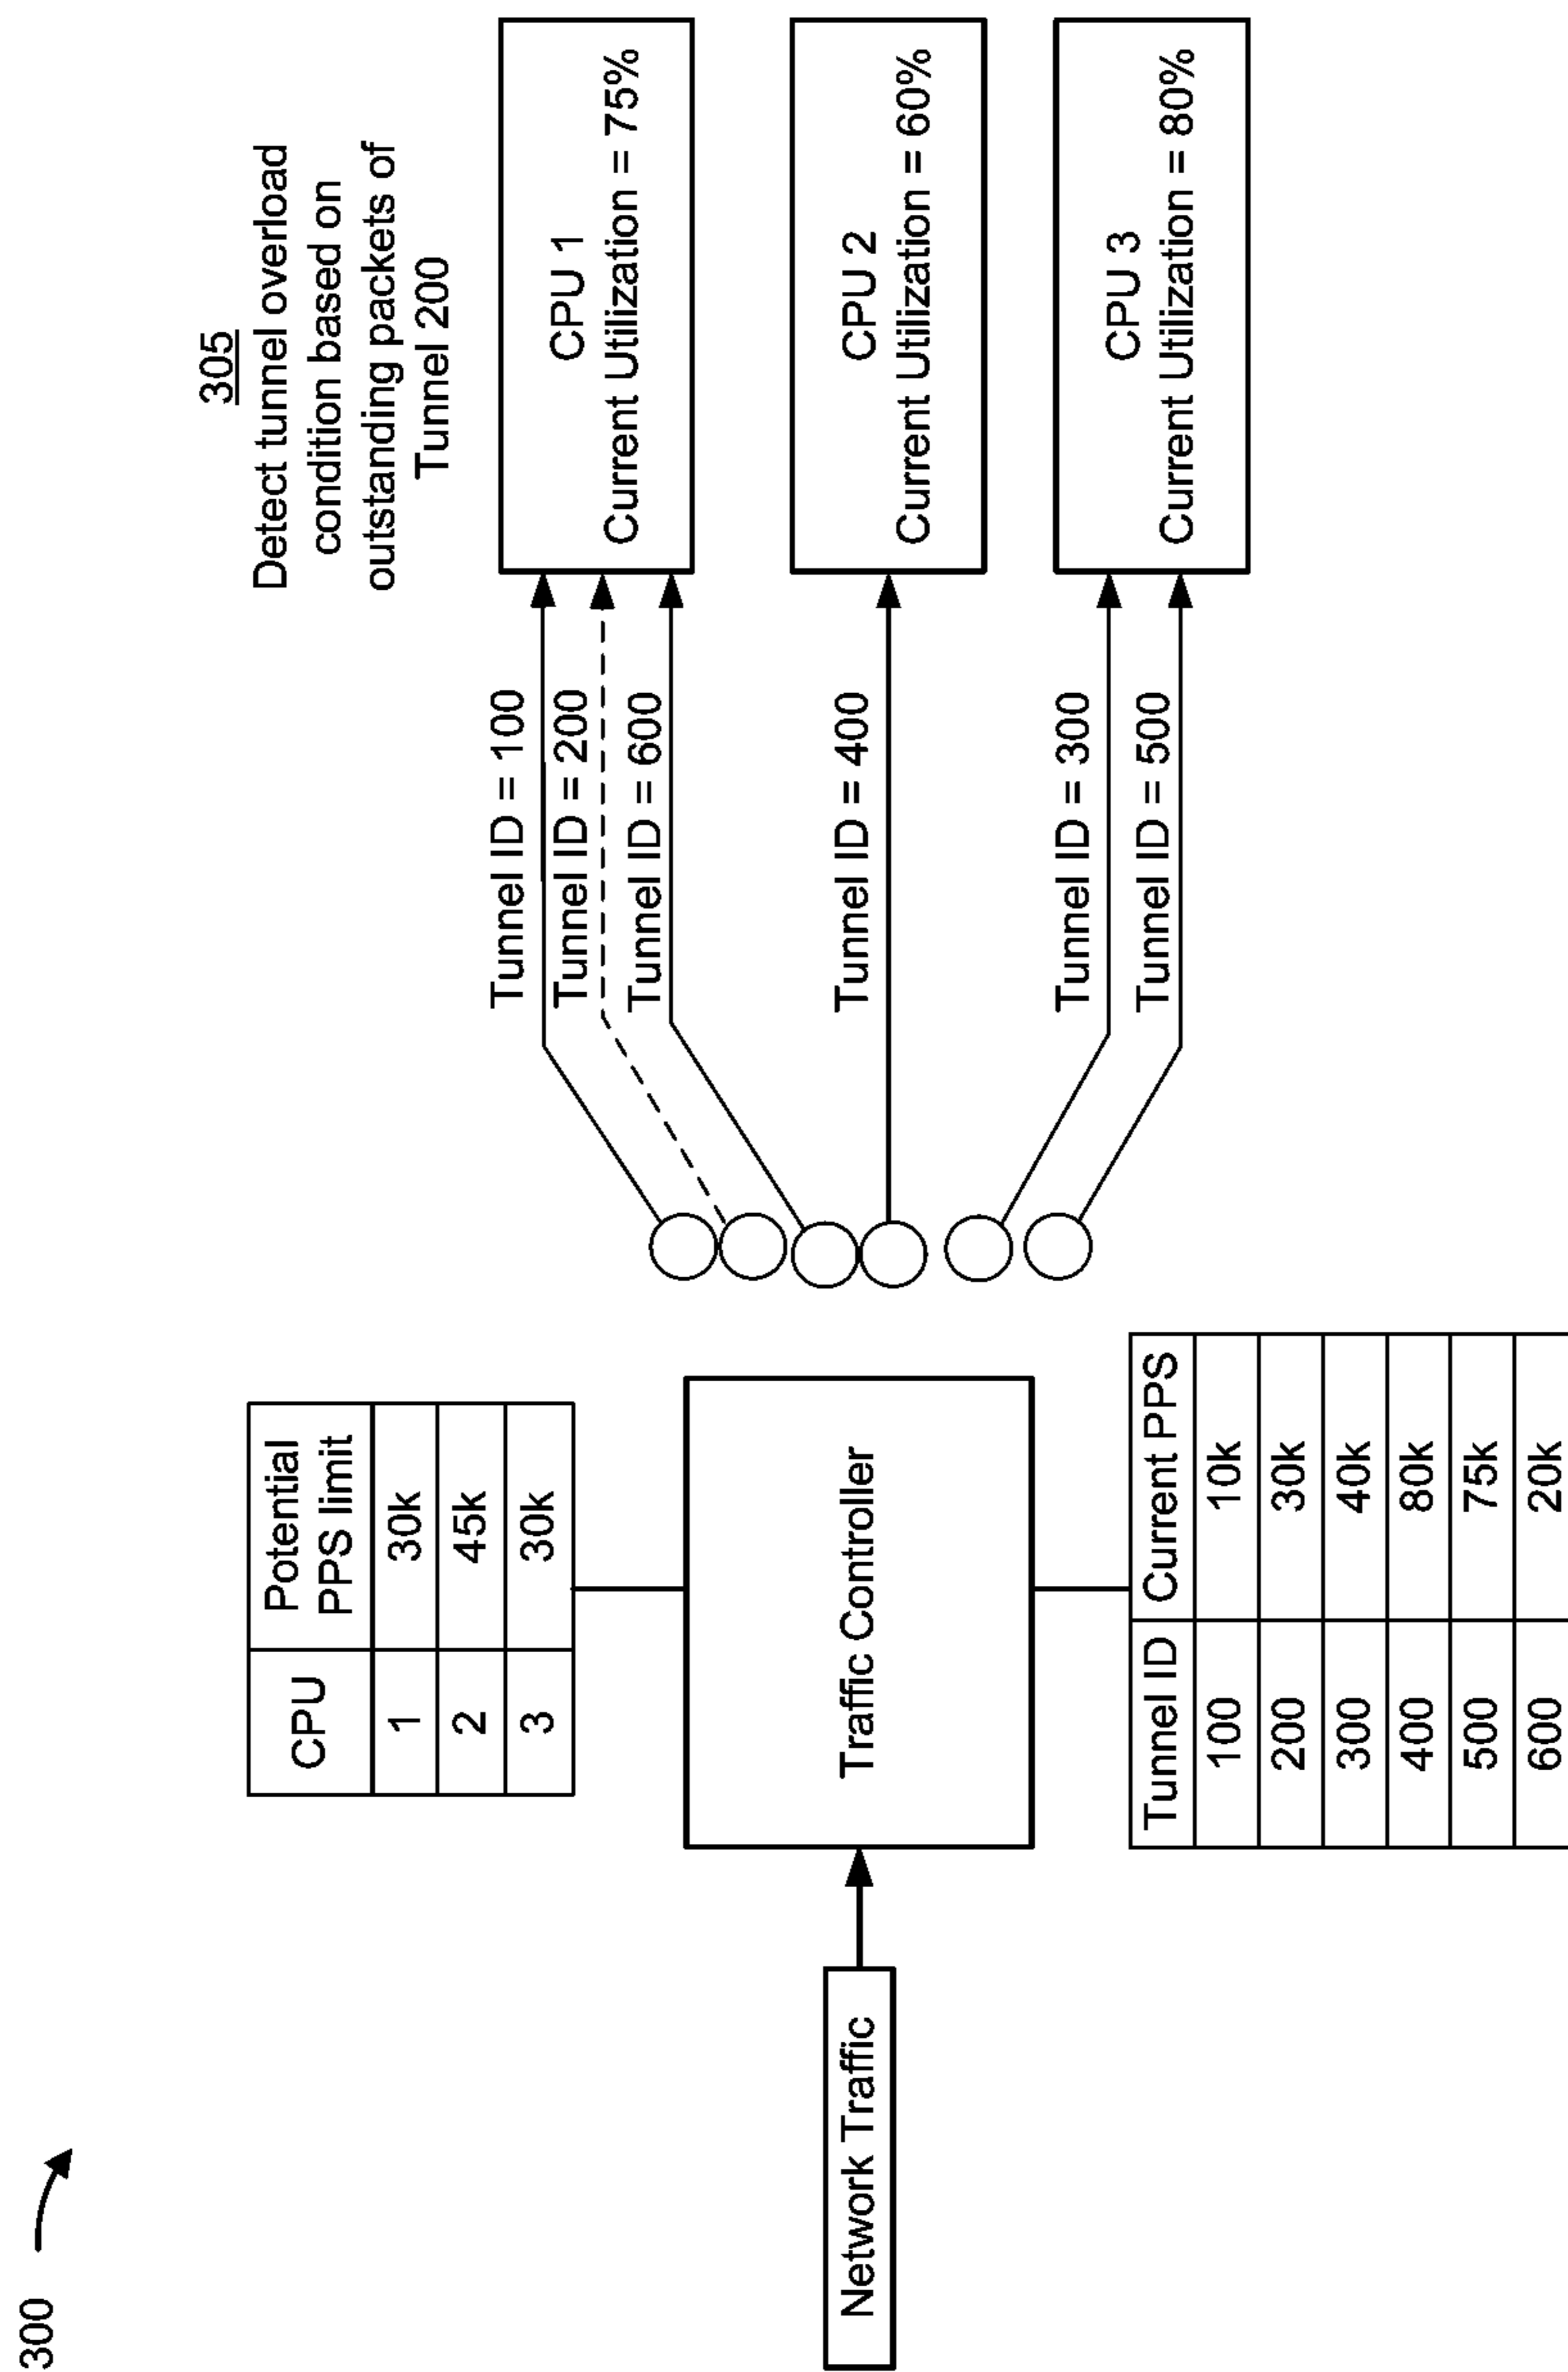 300
305
Detect tunnel overload
condition based on
outstanding packets of
Tunnel 200
CPU
Potential
PPS limit
1 30k
2 45k
3 30k
Network Traffic
Traffic Controller
Tunnel ID = 100
Tunnel ID = 200
Tunnel ID = 600
Tunnel ID = 400
Tunnel ID = 300
Tunnel ID = 500
CPU 1
Current Utilization = 75%
CPU 2
Current Utilization = 60%
CPU 3
Current Utilization = 80%
Tunnel ID Current PPS
100 10k
200 30k
300 40k
400 80k
500 75k
600 20k